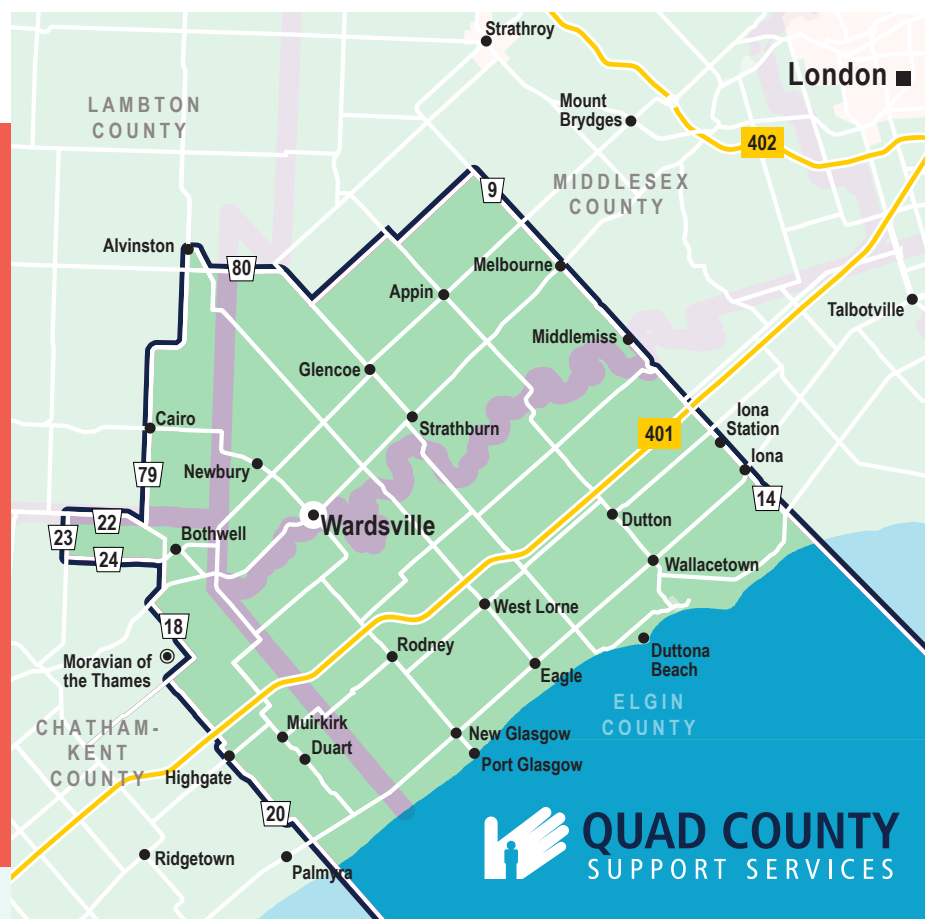 Strathroy
London
LAMBTON
COUNTY
Mount
Brydges
402
MIDDLESEX
COUNTY
9
Alvinston
80
Melbourne
Appin
Talbotville
Middlemiss
Glencoe
Cairo
Strathburn
401
Iona
Station
Iona
Newbury
79
14
22
Wardsville
Dutton
23
Bothwell
24
Wallacetown
West Lorne
18
Rodney
Duttona
Beach
Moravian of
the Thames
Eagle
ELGIN
COUNTY
CHATHAM-
KENT
COUNTY
Muirkirk
New Glasgow
Duart
Port Glasgow
Highgate
20
QUAD COUNTY
SUPPORT SERVICES
Ridgetown
Palmyra